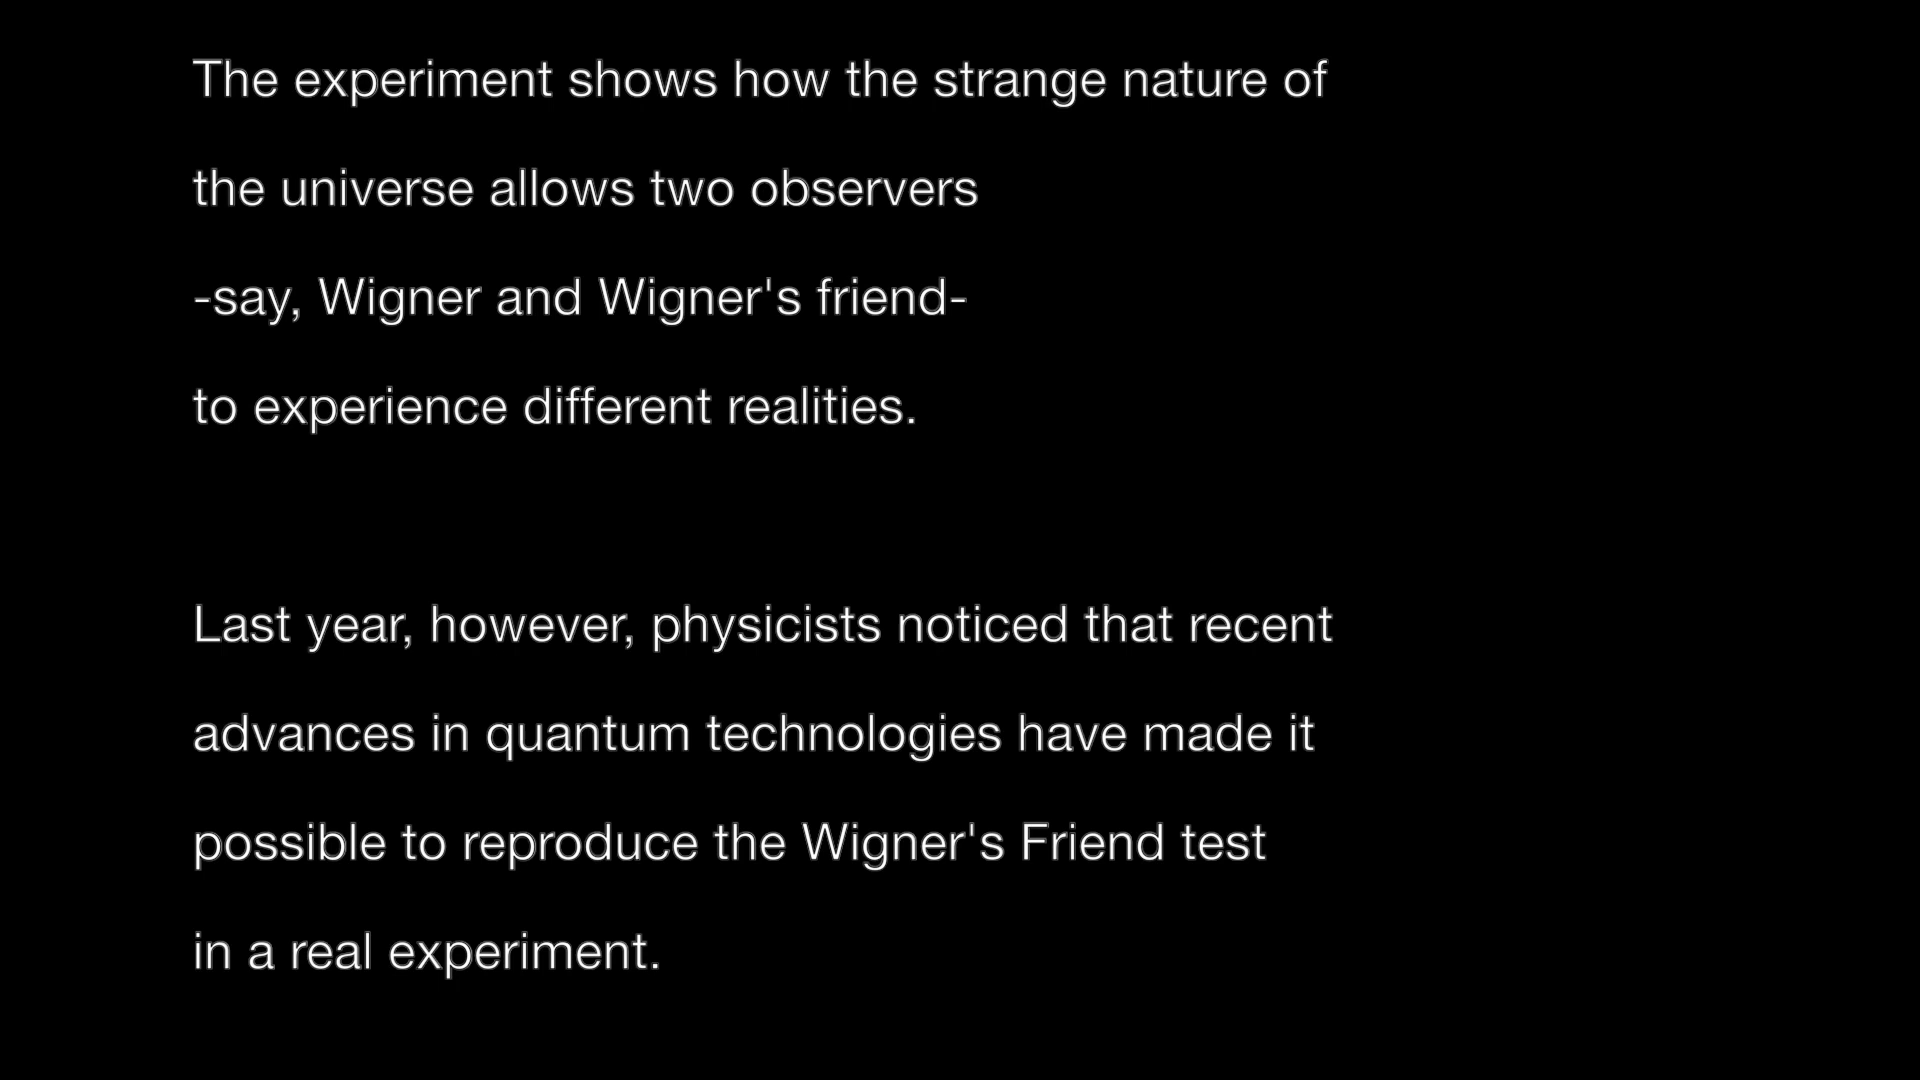 The experiment shows how the strange nature of
the universe allows two observers
-say, Wigner and Wigner's friend-
to experience different realities.
Last year, however, physicists noticed that recent
advances in quantum technologies have made it
possible to reproduce the Wigner's Friend test
in a real experiment.